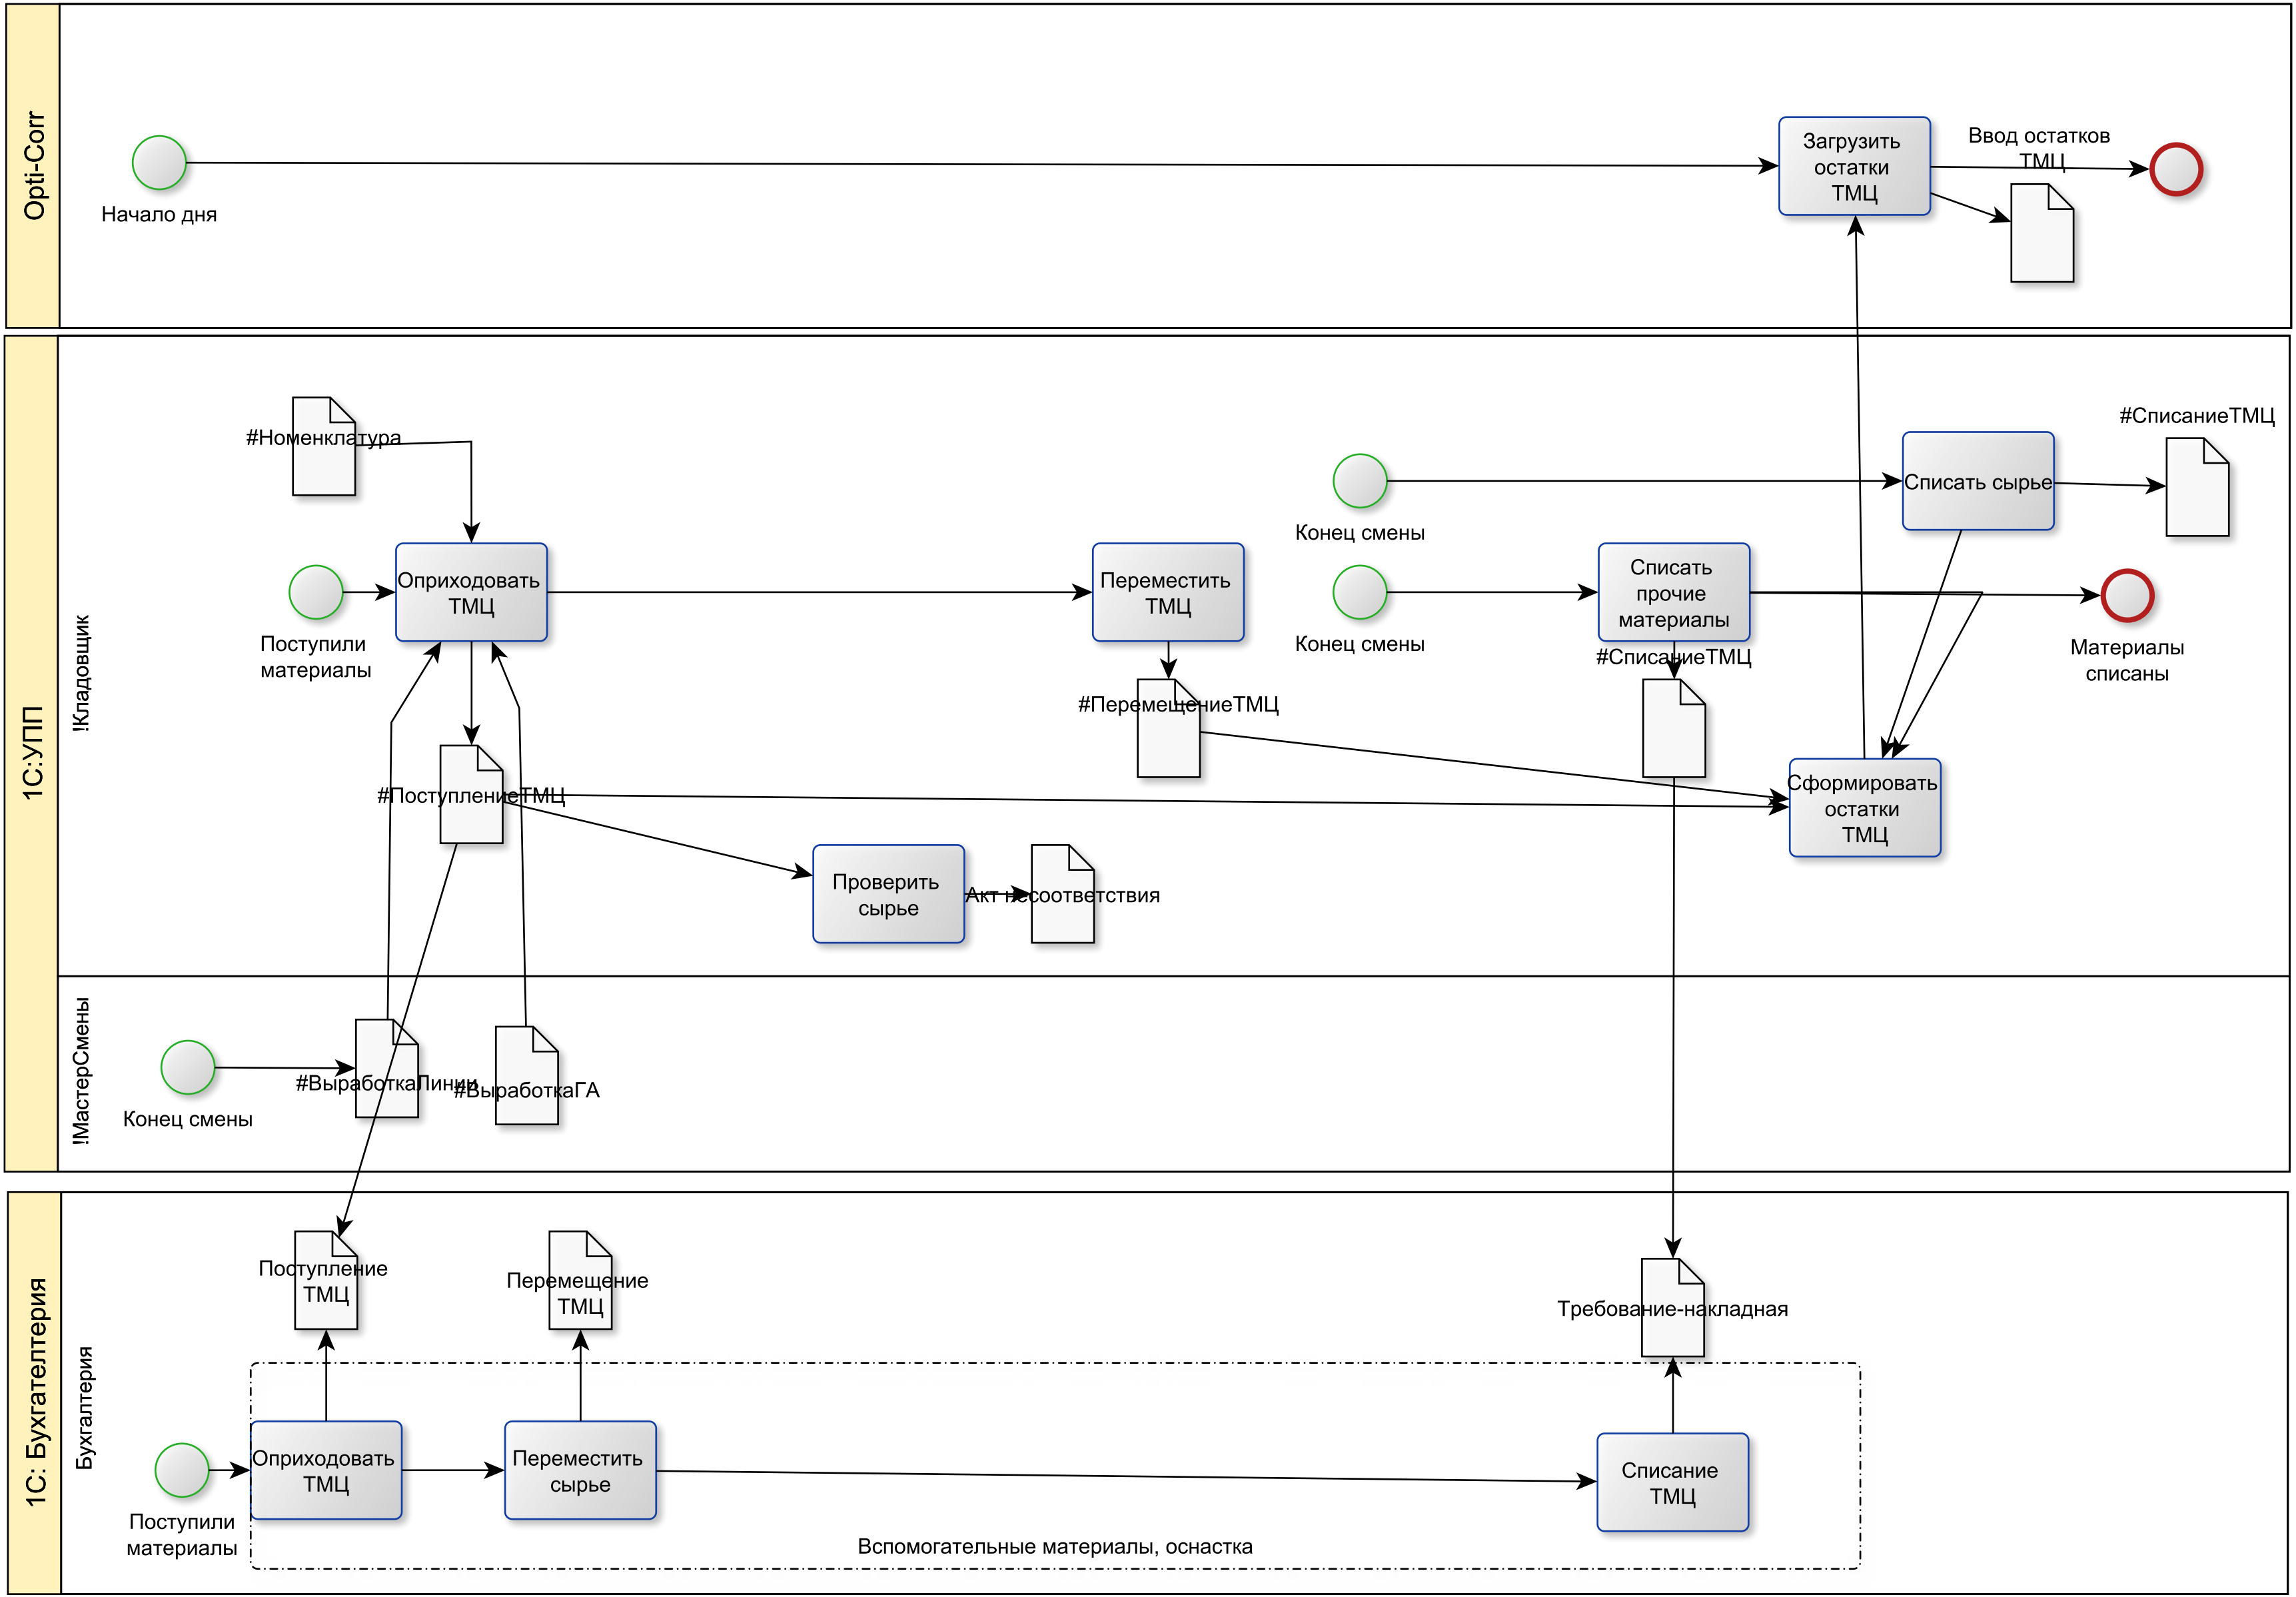 Opti-Corr
Начало дня
Загрузить
остатки
ТМЦ
Ввод остатков
ТМЦ
1С:УПП
!Кладовщик
#Номенклатура
Поступили
материалы
Оприходовать
ТМЦ
#ПоступлениеТМЦ
Проверить
сырье
Акт несоответствия
Переместить
ТМЦ
#ПеремещениеТМЦ
Конец смены
Конец смены
Списать
прочие
материалы
#СписаниеТМЦ
Списать сырье
#СписаниеТМЦ
Материалы
списаны
Сформировать
остатки
ТМЦ
!МастерСмены
Конец смены
#ВыработкаЛинии
#ВыработкаГА
1С: Бухгателтерия
Бухгалтерия
Поступление
ТМЦ
Перемещение
ТМЦ
Требование-накладная
Поступили
материалы
Оприходовать
ТМЦ
Переместить
сырье
Списание
ТМЦ
Вспомогательные материалы, оснастка